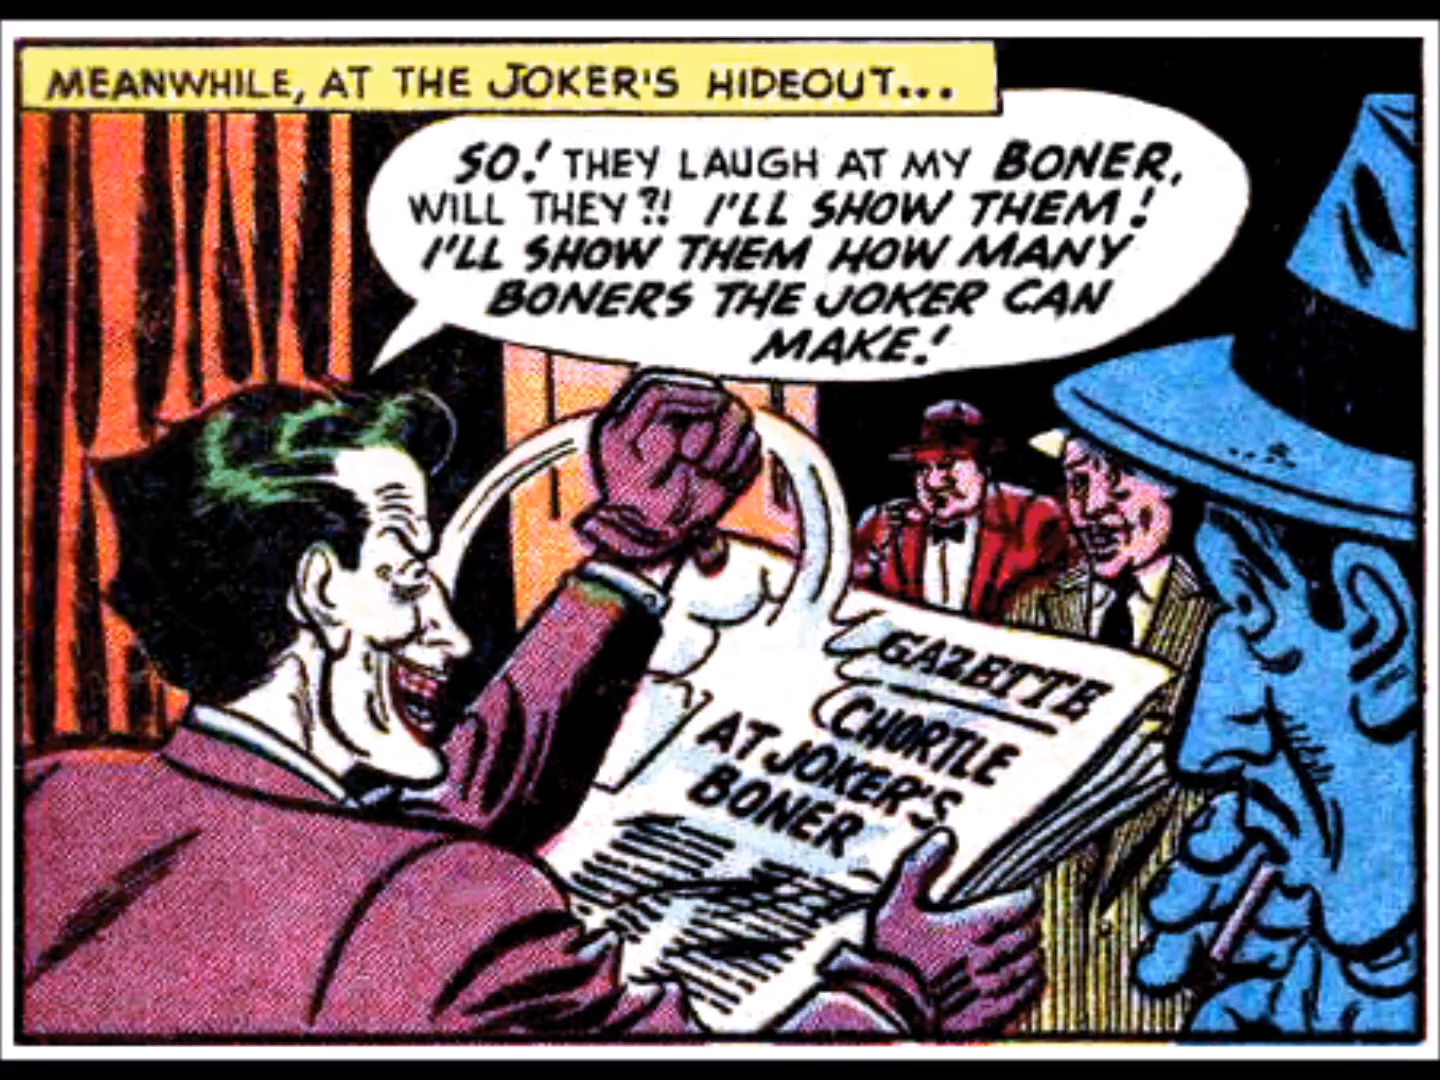 MEANWHILE, AT THE JOKER'S HIDEOUT...
SO! THEY LAUGH AT MY BONER,
WILL THEY?! I'LL SHOW THEM!
I'LL SHOW THEM HOW MANY
BONERS THE JOKER CAN
MAKE!
GAZETTE
CHORTLE
AT JOKER'S
BONER